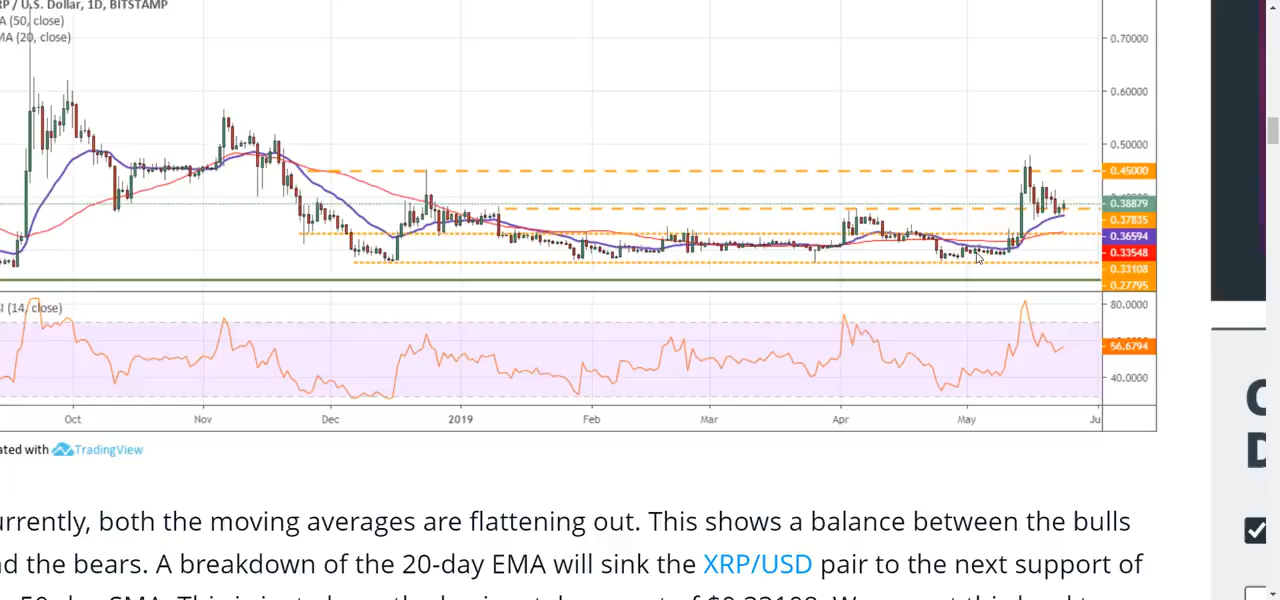 RP / U.S. Dollar, 1D, BITSTAMP
A (50, close)
MA (20, close)
0.70000
0.60000
0.50000
0.45000
0.38879
0.37835
0.36594
0.33548
0.33108
0.27795
I (14, close)
80.0000
56.6794
40.0000
Oct Nov Dec 2019 Feb Mar Apr May Ju
ated with TradingView
urrently, both the moving averages are flattening out. This shows a balance between the bulls
nd the bears. A breakdown of the 20-day EMA will sink the XRP/USD pair to the next support of